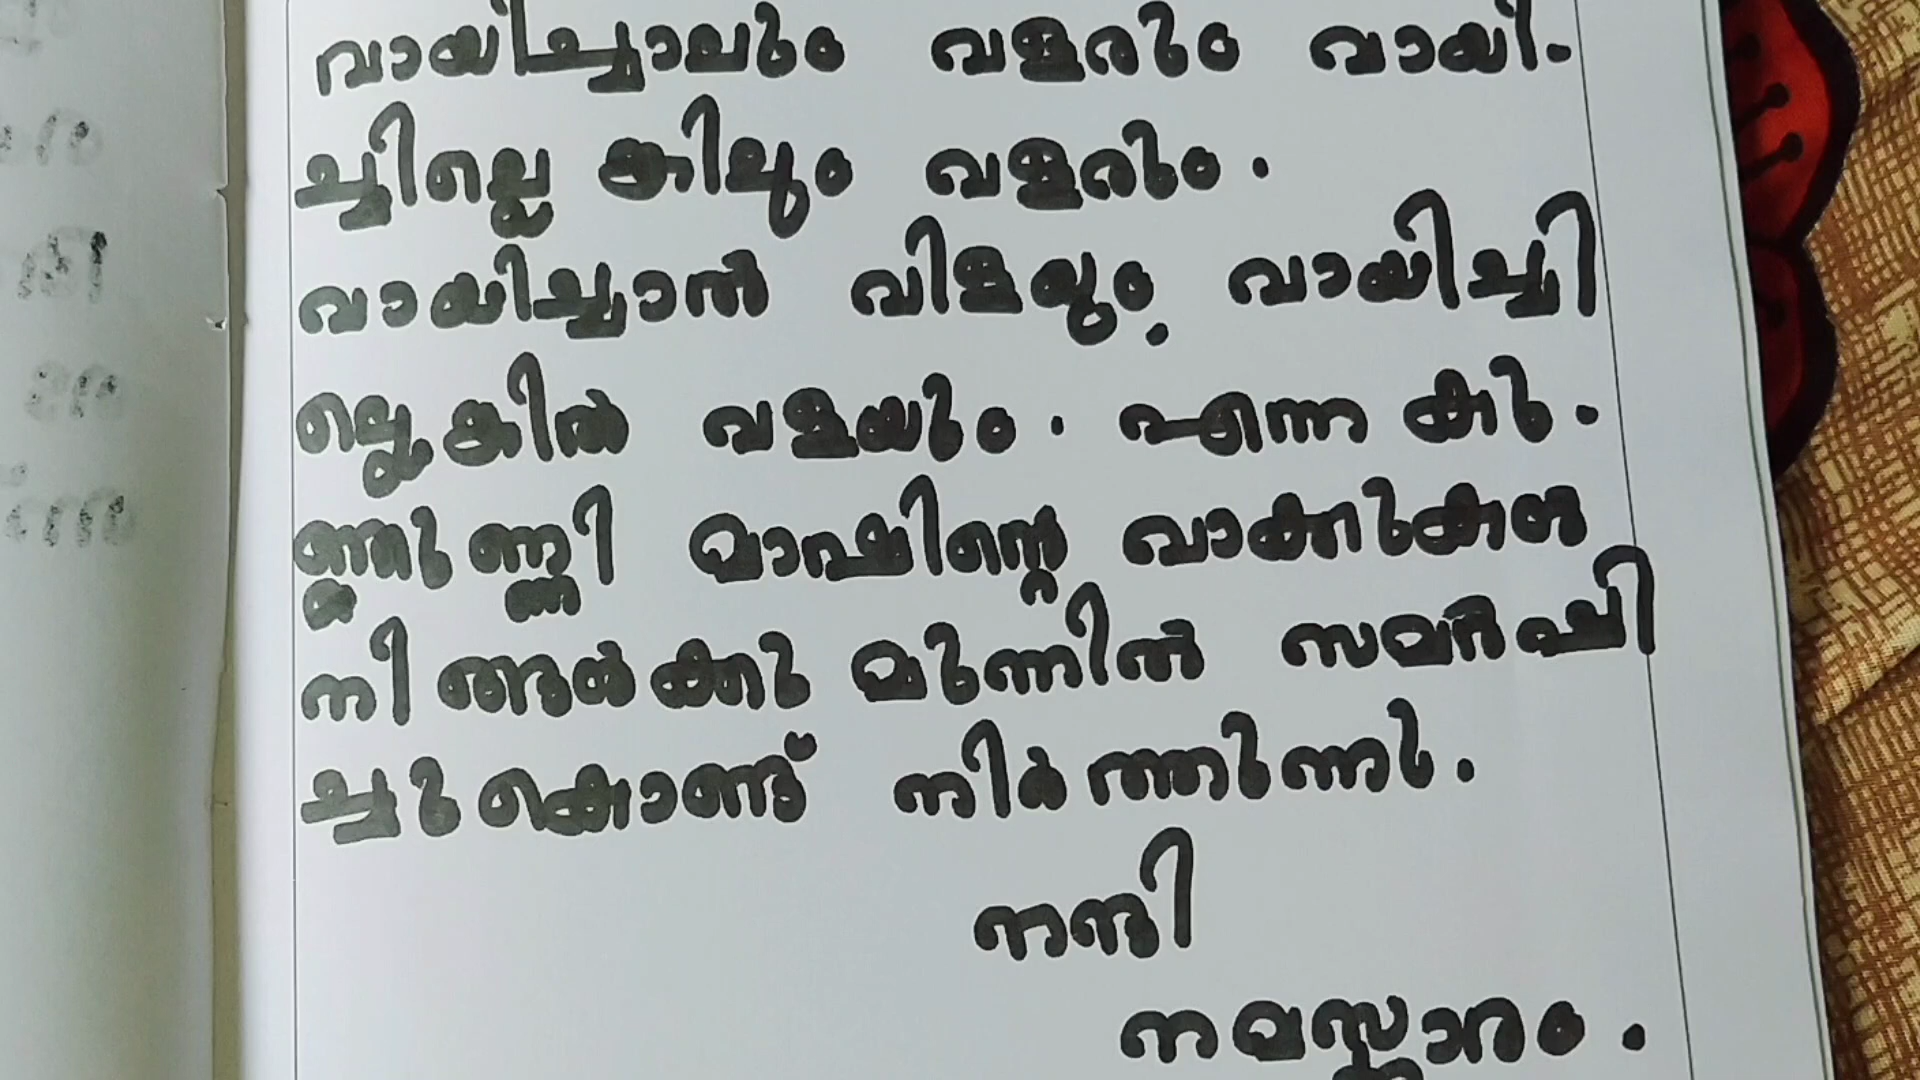 വായിച്ചാലും വളരും വായി-
ച്ചില്ലെങ്കിലും വളരും.
വായിച്ചാൽ വിളയും, വായിച്ചി
ല്ലെങ്കിൽ വളയും. എന്ന കു-
ഞ്ഞുണ്ണി മാഷിന്റെ വാക്കുകൾ
നിങ്ങൾക്കു മുന്നിൽ സമർപ്പി
ച്ചുകൊണ്ട് നിർത്തുന്നു.
നന്ദി
നമസ്ക്കാരം.